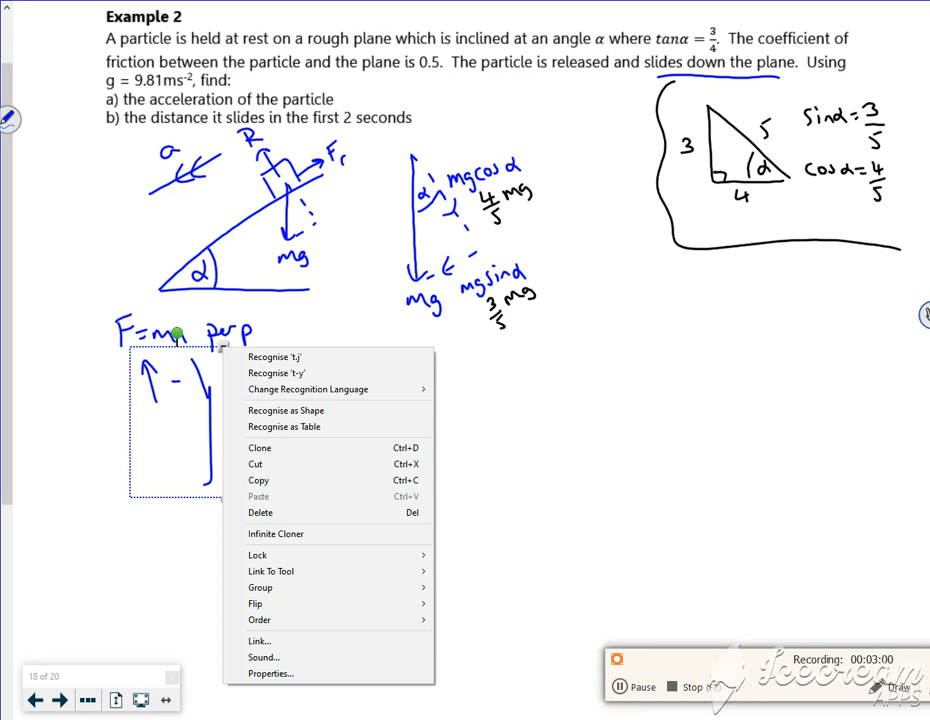 Example 2
A particle is held at rest on a rough plane which is inclined at an angle α where tanα = 3/4. The coefficient of
friction between the particle and the plane is 0.5. The particle is released and slides down the plane. Using
g = 9.81ms⁻², find:
a) the acceleration of the particle
b) the distance it slides in the first 2 seconds
a
R
Fr
mg
α
α
mgcosα
4/5 mg
mgsinα
3/5 mg
mg
3
5
4
α
sinα = 3/5
cosα = 4/5
F=ma perp
Recognise 't,j'
Recognise 't-y'
Change Recognition Language
Recognise as Shape
Recognise as Table
Clone Ctrl+D
Cut Ctrl+X
Copy Ctrl+C
Paste Ctrl+V
Delete Del
Infinite Cloner
Lock
Link To Tool
Group
Flip
Order
Link...
Sound...
Properties...
18 of 20
Recording: 00:03:00
Pause
Stop (F8)
Draw
Icecream
APPS